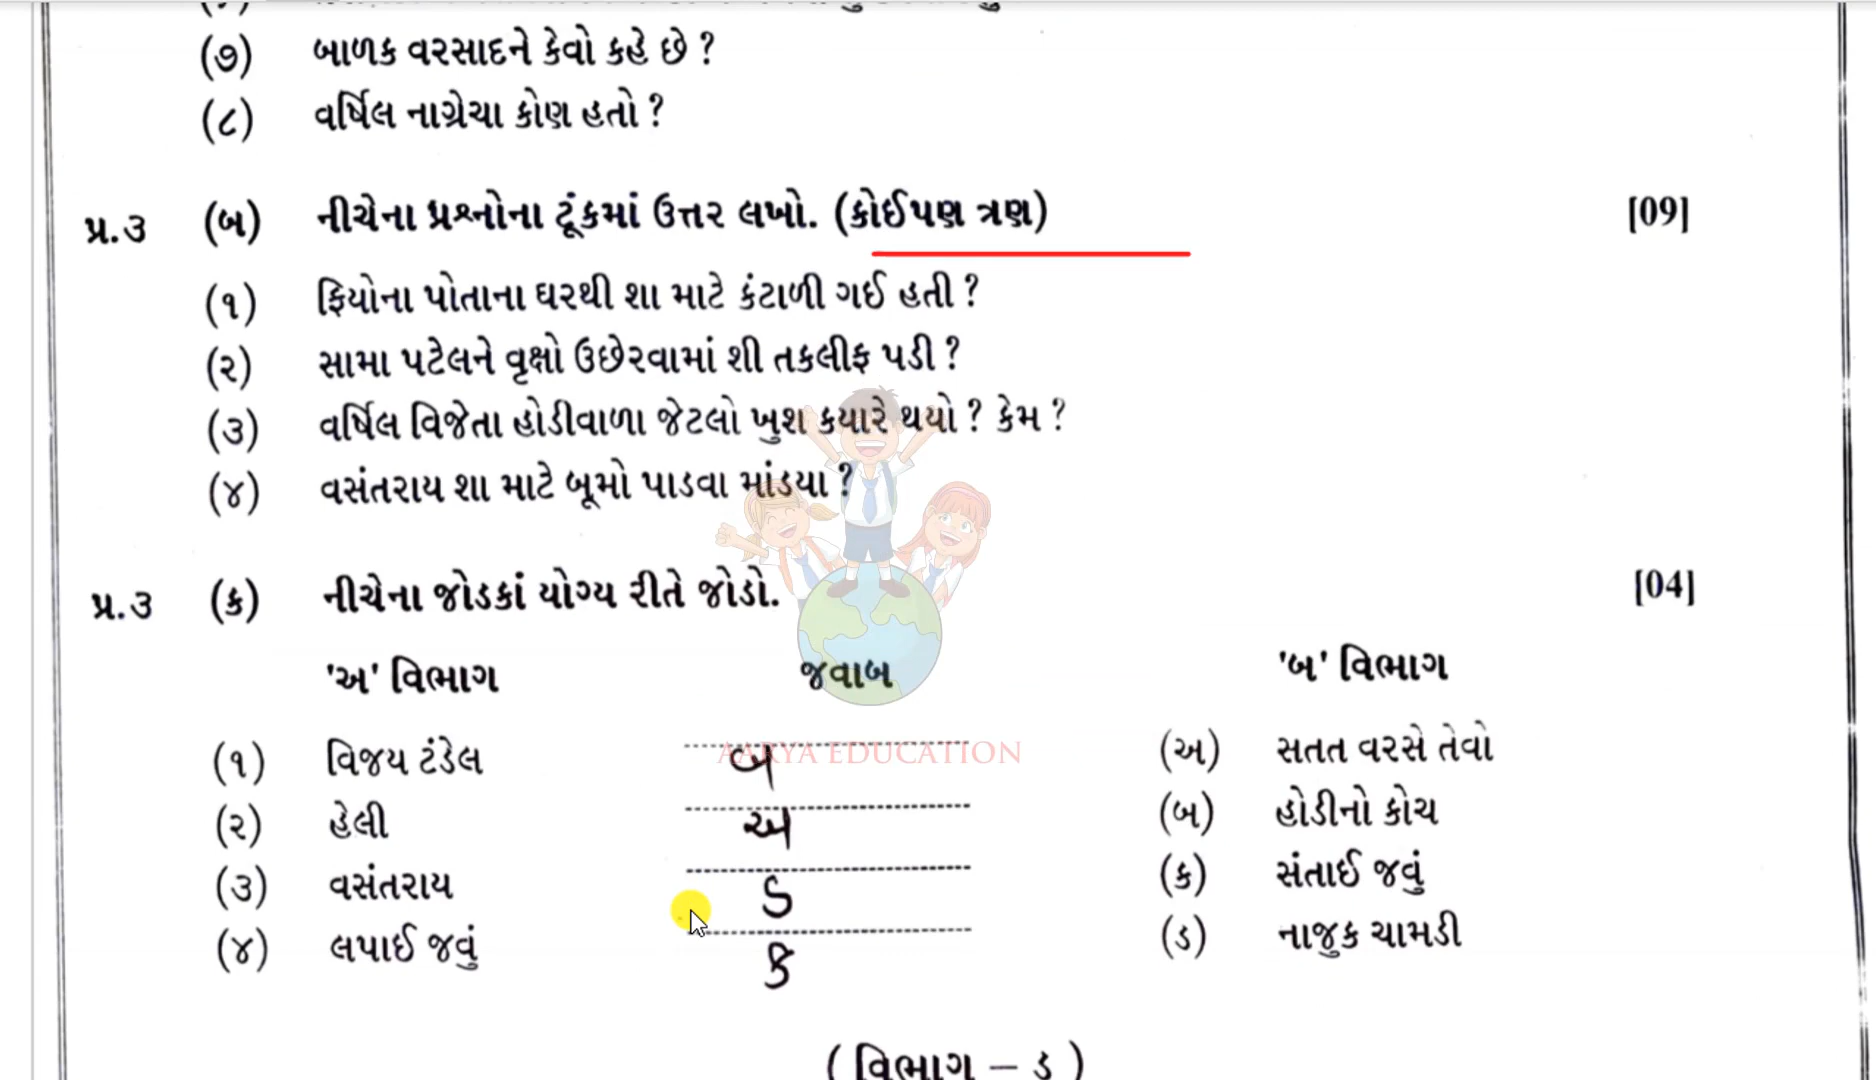 (૭) બાળક વરસાદને કેવો કહે છે ?
(૮) વર્ષિલ નાગ્રેચા કોણ હતો ?
પ્ર.૩ (બ) નીચેના પ્રશ્નોના ટૂંકમાં ઉત્તર લખો. (કોઈપણ ત્રણ) [09]
(૧) ફિયોના પોતાના ઘરથી શા માટે કંટાળી ગઈ હતી ?
(૨) સામા પટેલને વૃક્ષો ઉછેરવામાં શી તકલીફ પડી ?
(૩) વર્ષિલ વિજેતા હોડીવાળા જેટલો ખુશ કયારે થયો ? કેમ ?
(૪) વસંતરાય શા માટે બૂમો પાડવા માંડયા ?
પ્ર.૩ (ક) નીચેના જોડકાં યોગ્ય રીતે જોડો. [04]
'અ' વિભાગ જવાબ 'બ' વિભાગ
(૧) વિજય ટંડેલ બ (અ) સતત વરસે તેવો
AARYA EDUCATION
(૨) હેલી અ (બ) હોડીનો કોચ
(૩) વસંતરાય ડ (ક) સંતાઈ જવું
(૪) લપાઈ જવું ક (ડ) નાજુક ચામડી
( વિભાગ – ડ )